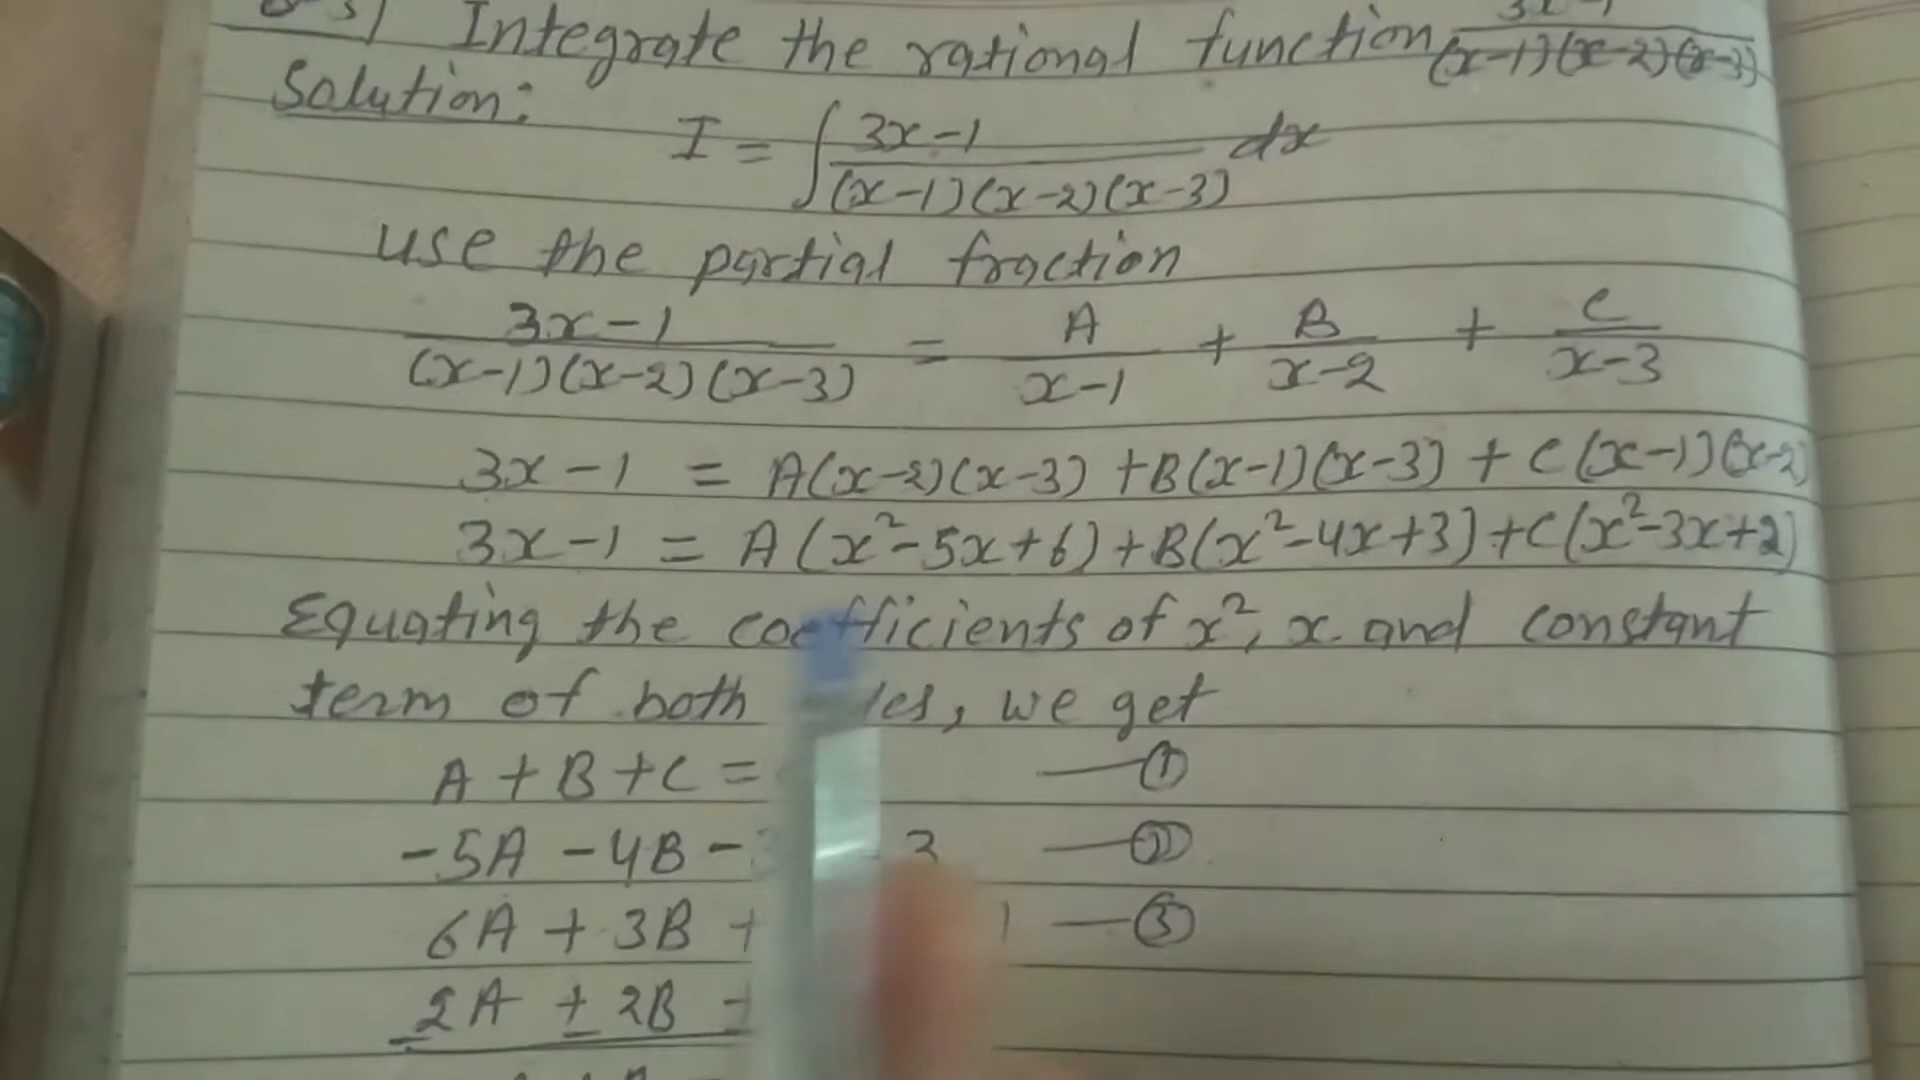 Integrate the rational function 3x-1/(x-1)(x-2)(x-3)
Solution:
I = ∫ 3x-1/(x-1)(x-2)(x-3) dx
use the partial fraction
3x-1/(x-1)(x-2)(x-3) = A/x-1 + B/x-2 + C/x-3
3x-1 = A(x-2)(x-3) + B(x-1)(x-3) + C(x-1)(x-2)
3x-1 = A(x²-5x+6) + B(x²-4x+3) + C(x²-3x+2)
Equating the coefficients of x², x and constant
term of both we get
A + B + C = ①
-5A - 4B - 3 ②
6A + 3B + 1 ③
2A + 2B